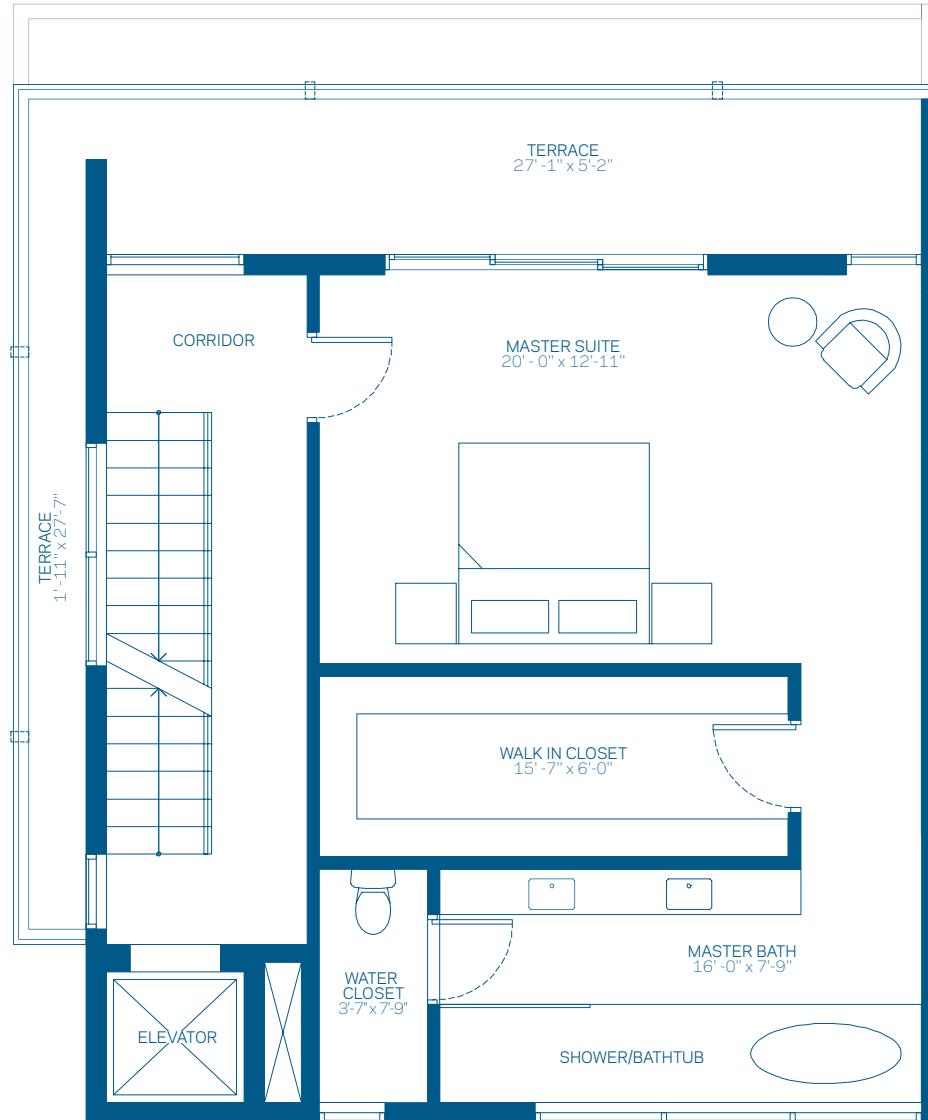 TERRACE
27' -1" x 5'-2"
CORRIDOR
MASTER SUITE
20' - 0" x 12'-11"
TERRACE
1'-11" x 27'-7"
WALK IN CLOSET
15' -7" x 6'-0"
MASTER BATH
16' -0" x 7'-9"
WATER
CLOSET
3'-7" x 7'-9"
ELEVATOR
SHOWER/BATHTUB